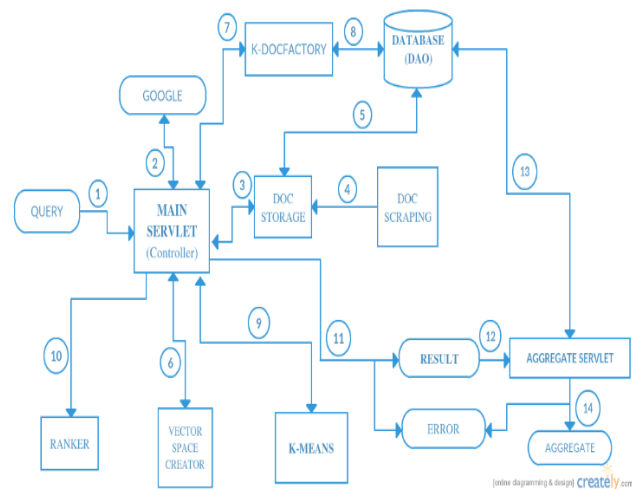 7
K-DOCFACTORY
8
DATABASE
(DAO)
GOOGLE
5
2
13
1
3
4
QUERY
MAIN
SERVLET
(Controller)
DOC
STORAGE
DOC
SCRAPING
9
11
12
10
6
RESULT
AGGREGATE SERVLET
14
RANKER
VECTOR
SPACE
CREATOR
K-MEANS
ERROR
AGGREGATE
[online diagramming & design] creately.com